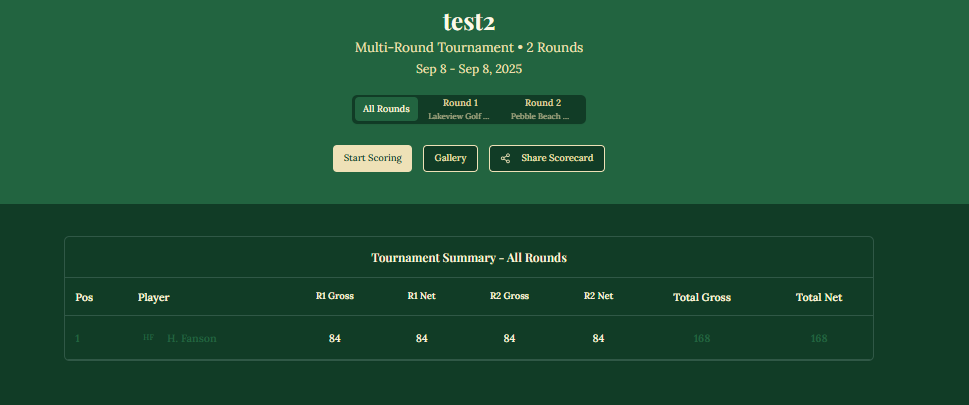 test2
Multi-Round Tournament • 2 Rounds
Sep 8 - Sep 8, 2025
All Rounds
Round 1
Lakeview Golf ...
Round 2
Pebble Beach ...
Start Scoring
Gallery
Share Scorecard
Tournament Summary - All Rounds
Pos Player R1 Gross R1 Net R2 Gross R2 Net Total Gross Total Net
1 HF H. Fanson 84 84 84 84 168 168